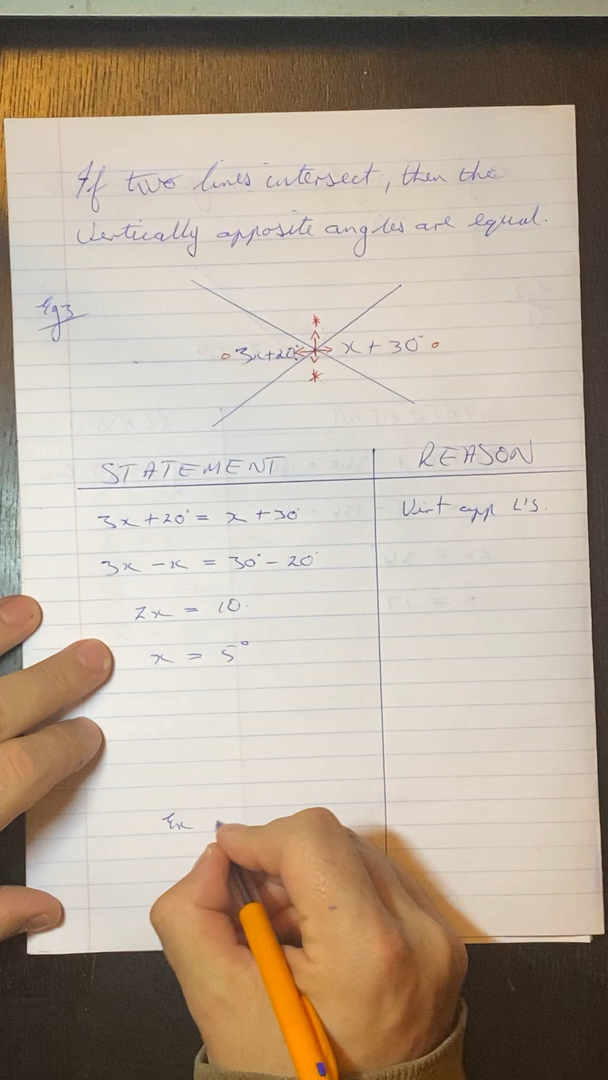 If two lines intersect, then the
Vertically opposite angles are equal.
Eg3
* 
3x+20° x + 30°
*
STATEMENT REASON
3x + 20° = x + 30° Vert opp L's.
3x - x = 30° - 20°
2x = 10
x = 5°
Ex